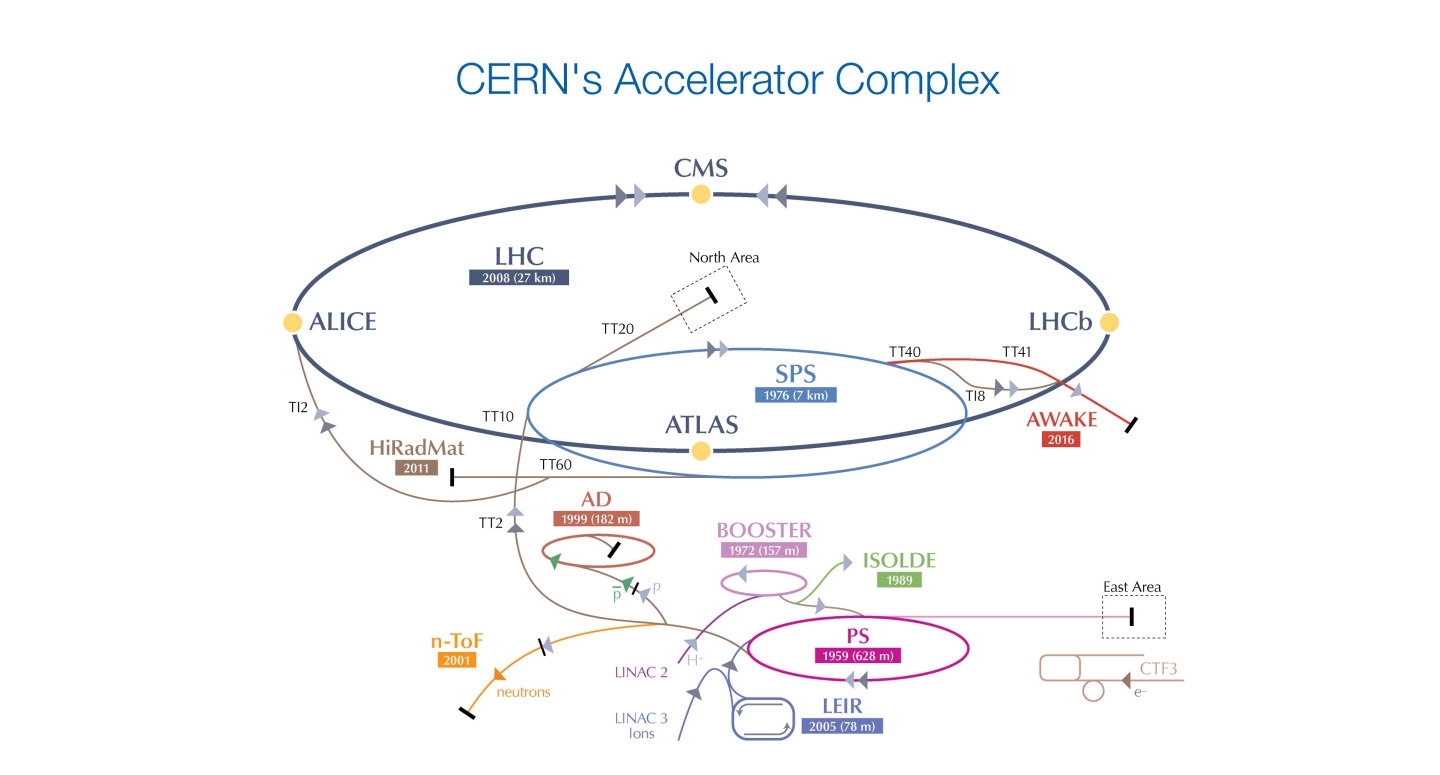 CERN's Accelerator Complex
CMS
LHC
2008 (27 km)
North Area
ALICE
LHCb
TT20
TT40
TT41
SPS
1976 (7 km)
TI8
TI2
TT10
ATLAS
AWAKE
2016
HiRadMat
2011
TT60
AD
1999 (182 m)
TT2
BOOSTER
1972 (157 m)
ISOLDE
1989
p̅
p
East Area
n-ToF
2001
PS
1959 (628 m)
H⁺
LINAC 2
neutrons
CTF3
e–
LEIR
2005 (78 m)
LINAC 3
Ions